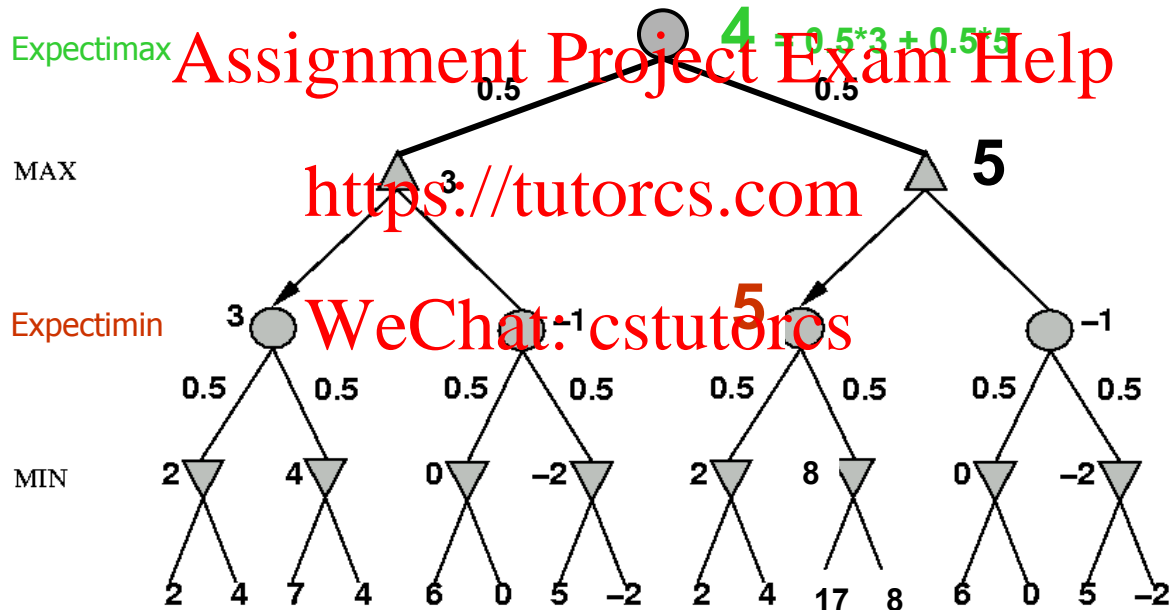 Expectimax
4 = 0.5*3 + 0.5*5
Assignment Project Exam Help
0.5 0.5
MAX
3 5
https://tutorcs.com
Expectimin
3 -1 5 -1
WeChat: cstutorcs
0.5 0.5 0.5 0.5 0.5 0.5 0.5 0.5
MIN
2 4 0 -2 2 8 0 -2
2 4 7 4 6 0 5 -2 2 4 17 8 6 0 5 -2